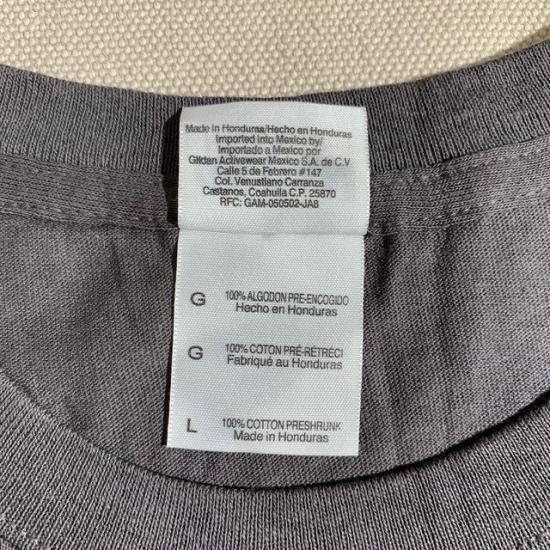 Made in Honduras/Hecho en Honduras
Imported into Mexico by/
Importado a Mexico por
Gildan Activewear Mexico S.A. de C.V
Calle 5 de Febrero #147
Col. Venustiano Carranza
Castanos, Coahuila C.P. 25870
RFC: GAM-050502-JA8
G 100% ALGODON PRE-ENCOGIDO
Hecho en Honduras
G 100% COTON PRÉ-RÉTRÉCI
Fabriqué au Honduras
L 100% COTTON PRESHRUNK
Made in Honduras